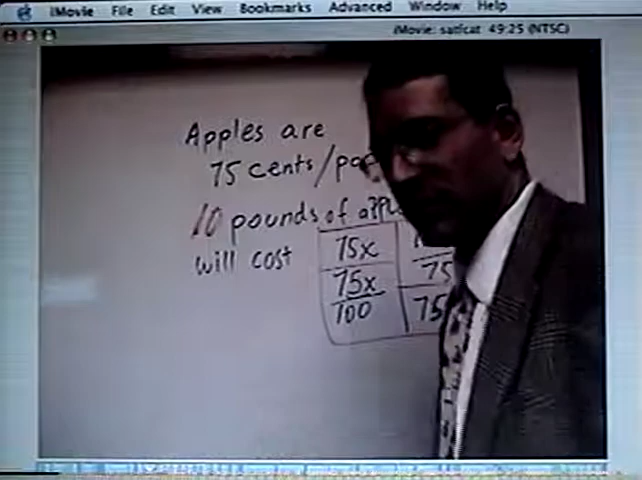 iMovie File Edit View Bookmarks Advanced Window Help
iMovie: satfcat 49:25 (NTSC)
Apples are
75 cents/
10 pounds of
will cost
75x
75
75x
100
75